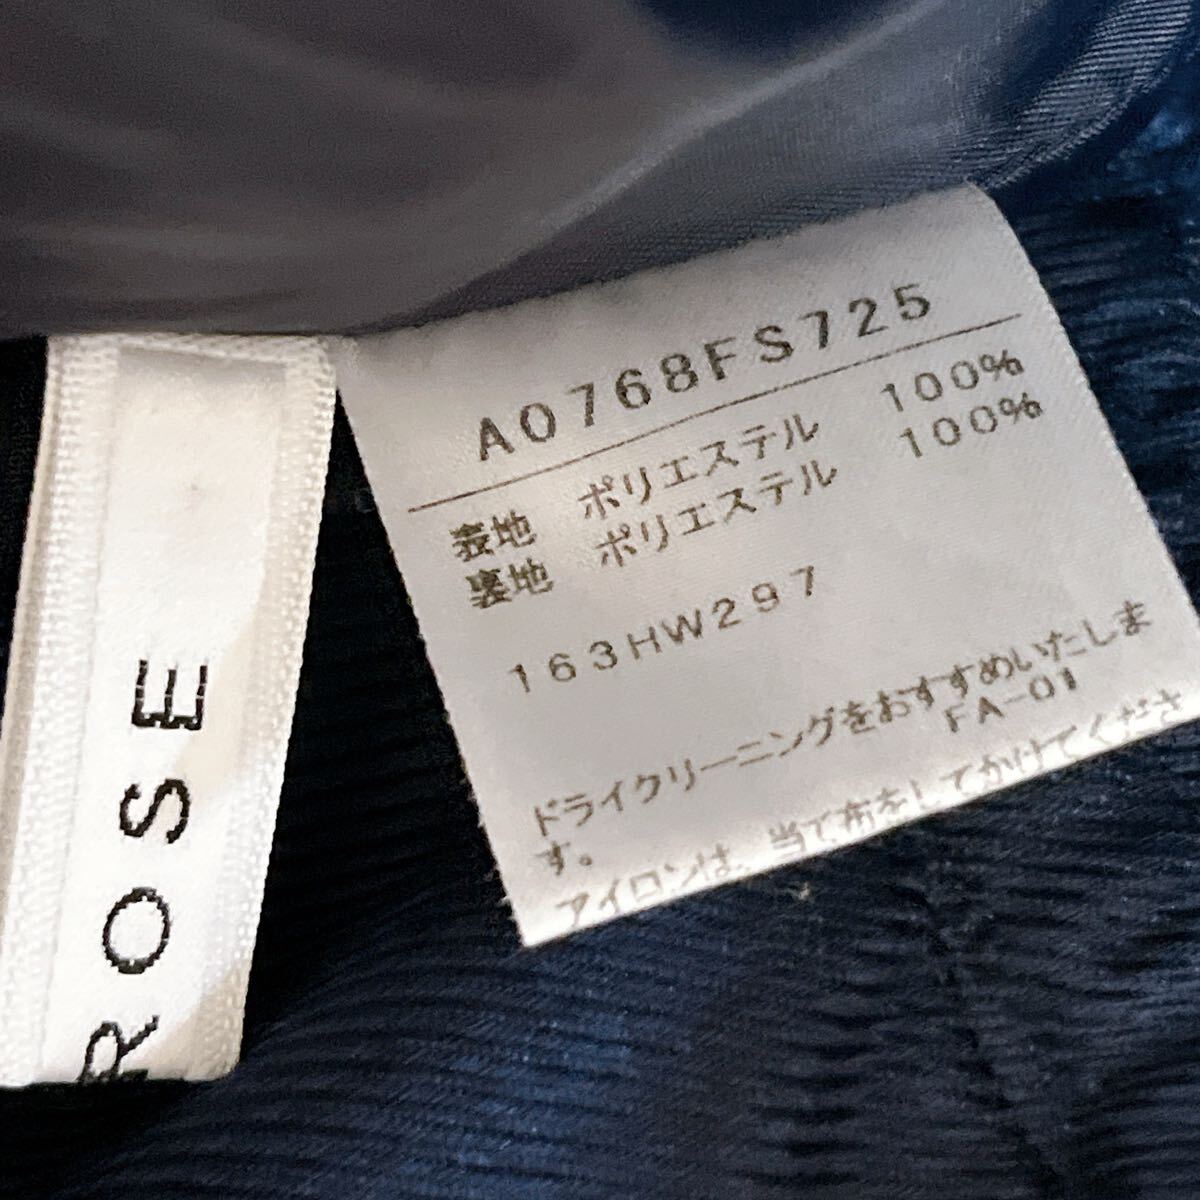 ROSE
A0768FS725
表地 ポリエステル 100%
裏地 ポリエステル 100%
163HW297
ドライクリーニングをおすすめいたしま
す。
FA-01
アイロンは、当て布をしてかけてくださ